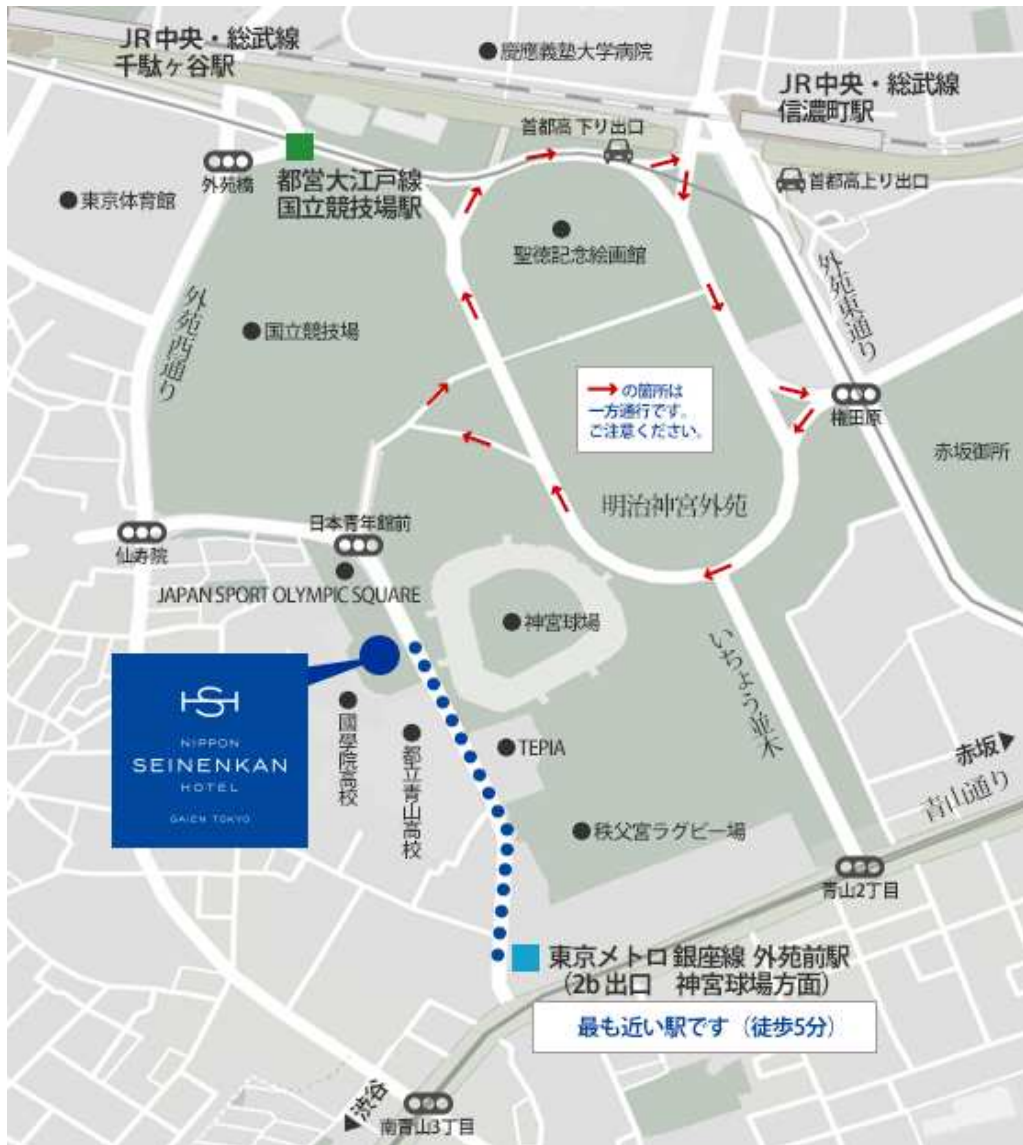 JR中央・総武線
千駄ヶ谷駅
慶應義塾大学病院
JR中央・総武線
信濃町駅
首都高 下り出口
首都高上り出口
外苑橋
都営大江戸線
国立競技場駅
東京体育館
聖徳記念絵画館
外苑西通り
外苑東通り
国立競技場
→の箇所は
一方通行です。
ご注意ください。
権田原
赤坂御所
明治神宮外苑
日本青年館前
仙寿院
JAPAN SPORT OLYMPIC SQUARE
神宮球場
いちょう並木
NIPPON
SEINENKAN
HOTEL
GAIEN TOKYO
國學院高校
都立青山高校
TEPIA
赤坂▶
青山通り
秩父宮ラグビー場
青山2丁目
東京メトロ 銀座線 外苑前駅
(2b 出口 神宮球場方面)
最も近い駅です(徒歩5分)
◀渋谷
南青山3丁目